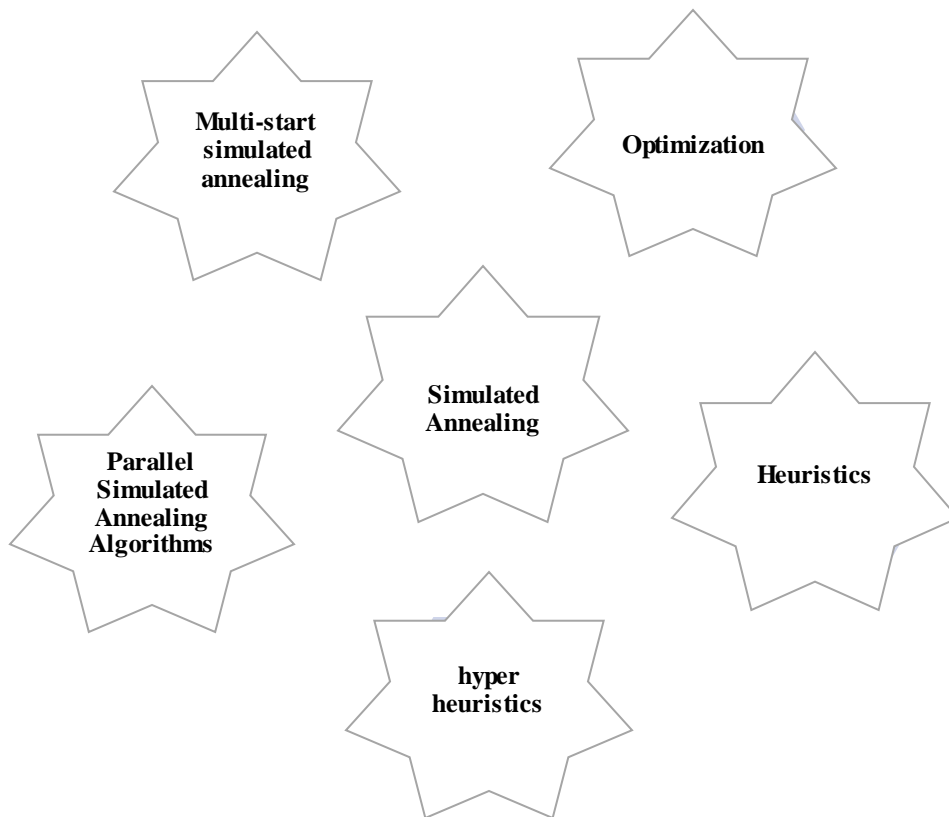 Multi-start
simulated
annealing
Optimization
Simulated
Annealing
Parallel
Simulated
Annealing
Algorithms
Heuristics
hyper
heuristics